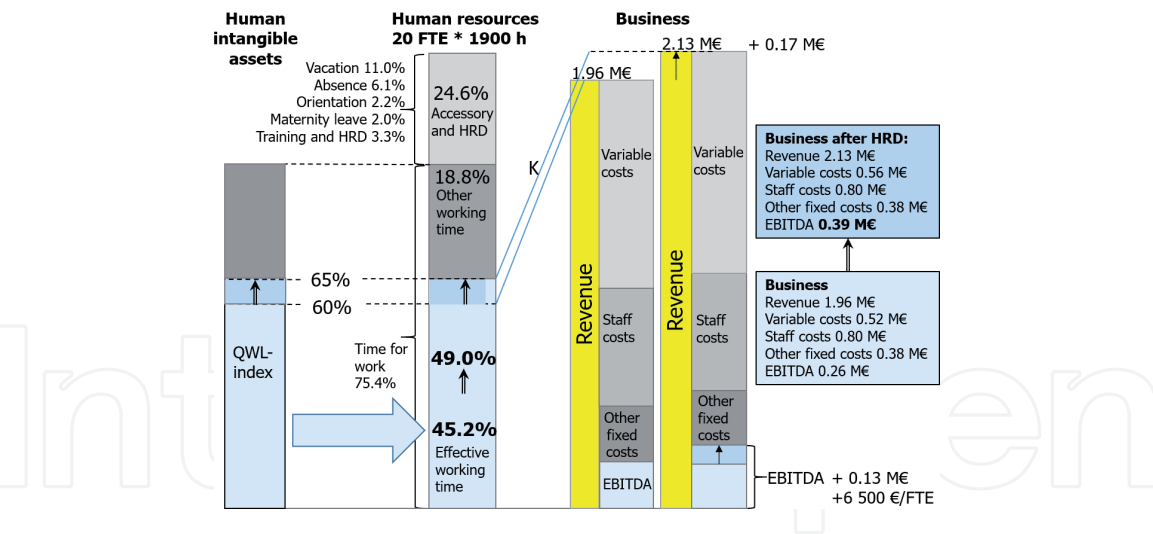 Human
intangible
assets
Human resources
20 FTE * 1900 h
Business
Vacation 11.0%
Absence 6.1%
Orientation 2.2%
Maternity leave 2.0%
Training and HRD 3.3%
24.6%
Accessory
and HRD
18.8%
Other
working
time
65%
60%
QWL-
index
Time for
work
75.4%
49.0%
45.2%
Effective
working
time
K
1.96 M€
2.13 M€
+ 0.17 M€
Revenue
Variable
costs
Staff
costs
Other
fixed
costs
EBITDA
Revenue
Variable
costs
Staff
costs
Other
fixed
costs
Business after HRD:
Revenue 2.13 M€
Variable costs 0.56 M€
Staff costs 0.80 M€
Other fixed costs 0.38 M€
EBITDA 0.39 M€
Business
Revenue 1.96 M€
Variable costs 0.52 M€
Staff costs 0.80 M€
Other fixed costs 0.38 M€
EBITDA 0.26 M€
EBITDA + 0.13 M€
+6 500 €/FTE